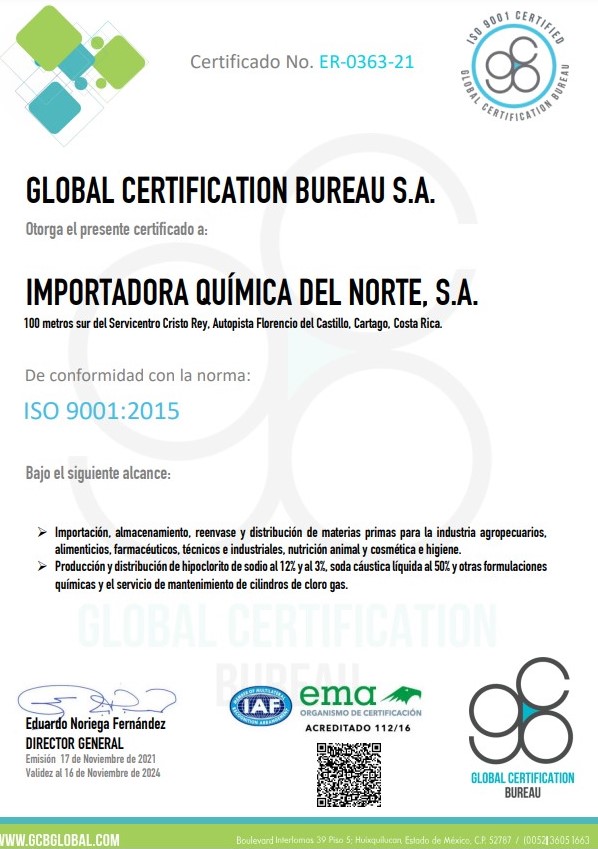 Certificado No. ER-0363-21
ISO 9001 CERTIFIED
GLOBAL CERTIFICATION BUREAU
GLOBAL CERTIFICATION BUREAU S.A.
Otorga el presente certificado a:
IMPORTADORA QUÍMICA DEL NORTE, S.A.
100 metros sur del Servicentro Cristo Rey, Autopista Florencio del Castillo, Cartago, Costa Rica.
De conformidad con la norma:
ISO 9001:2015
Bajo el siguiente alcance:
➢ Importación, almacenamiento, reenvase y distribución de materias primas para la industria agropecuarios,
alimenticios, farmacéuticos, técnicos e industriales, nutrición animal y cosmética e higiene.
➢ Producción y distribución de hipoclorito de sodio al 12% y al 3%, soda cáustica líquida al 50% y otras formulaciones
químicas y el servicio de mantenimiento de cilindros de cloro gas.
GLOBAL CERTIFICATION
BUREAU
Eduardo Noriega Fernández
DIRECTOR GENERAL
Emisión 17 de Noviembre de 2021
Validez al 16 de Noviembre de 2024
IAF
ema
ORGANISMO DE CERTIFICACIÓN
ACREDITADO 112/16
GLOBAL CERTIFICATION
BUREAU
WWW.GCBGLOBAL.COM
Boulevard Interlomas 39 Piso 5; Huixquilucan, Estado de México, C.P. 52787 / (0052)36051663